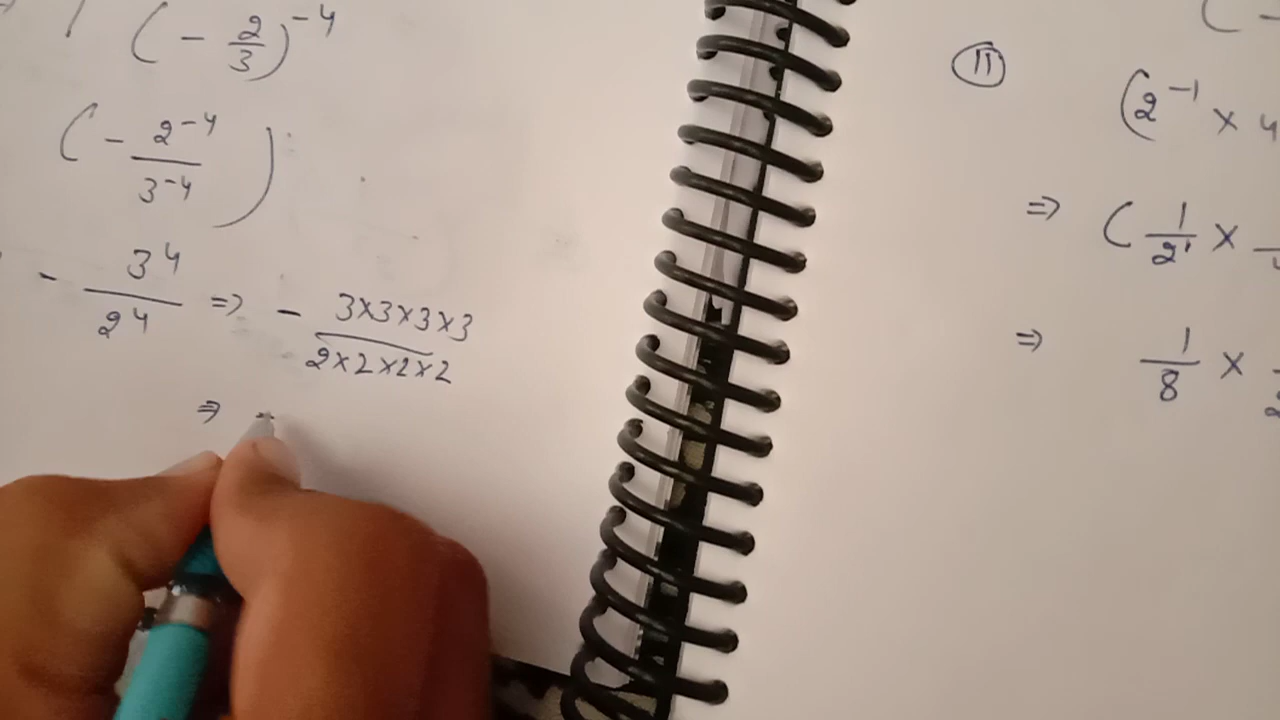 (- 2/3)^-4
(- 2^-4/3^-4)
- 3^4/2^4 => - 3×3×3×3/2×2×2×2
=> -
(-
(II)
(2^-1 × 4
=> ( 1/2^1 ×
=> 1/8 ×